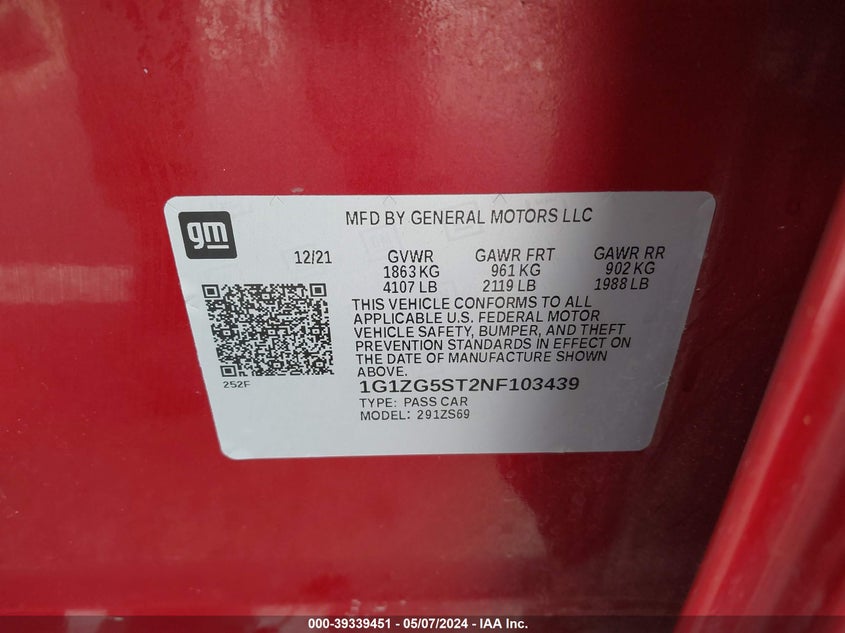 gm
MFD BY GENERAL MOTORS LLC
12/21 GVWR GAWR FRT GAWR RR
1863 KG 961 KG 902 KG
4107 LB 2119 LB 1988 LB
THIS VEHICLE CONFORMS TO ALL
APPLICABLE U.S. FEDERAL MOTOR
VEHICLE SAFETY, BUMPER, AND THEFT
PREVENTION STANDARDS IN EFFECT ON
THE DATE OF MANUFACTURE SHOWN
ABOVE.
252F
1G1ZG5ST2NF103439
TYPE: PASS CAR
MODEL: 291ZS69
000-39339451 / 05/07/2024 - IAA Inc.